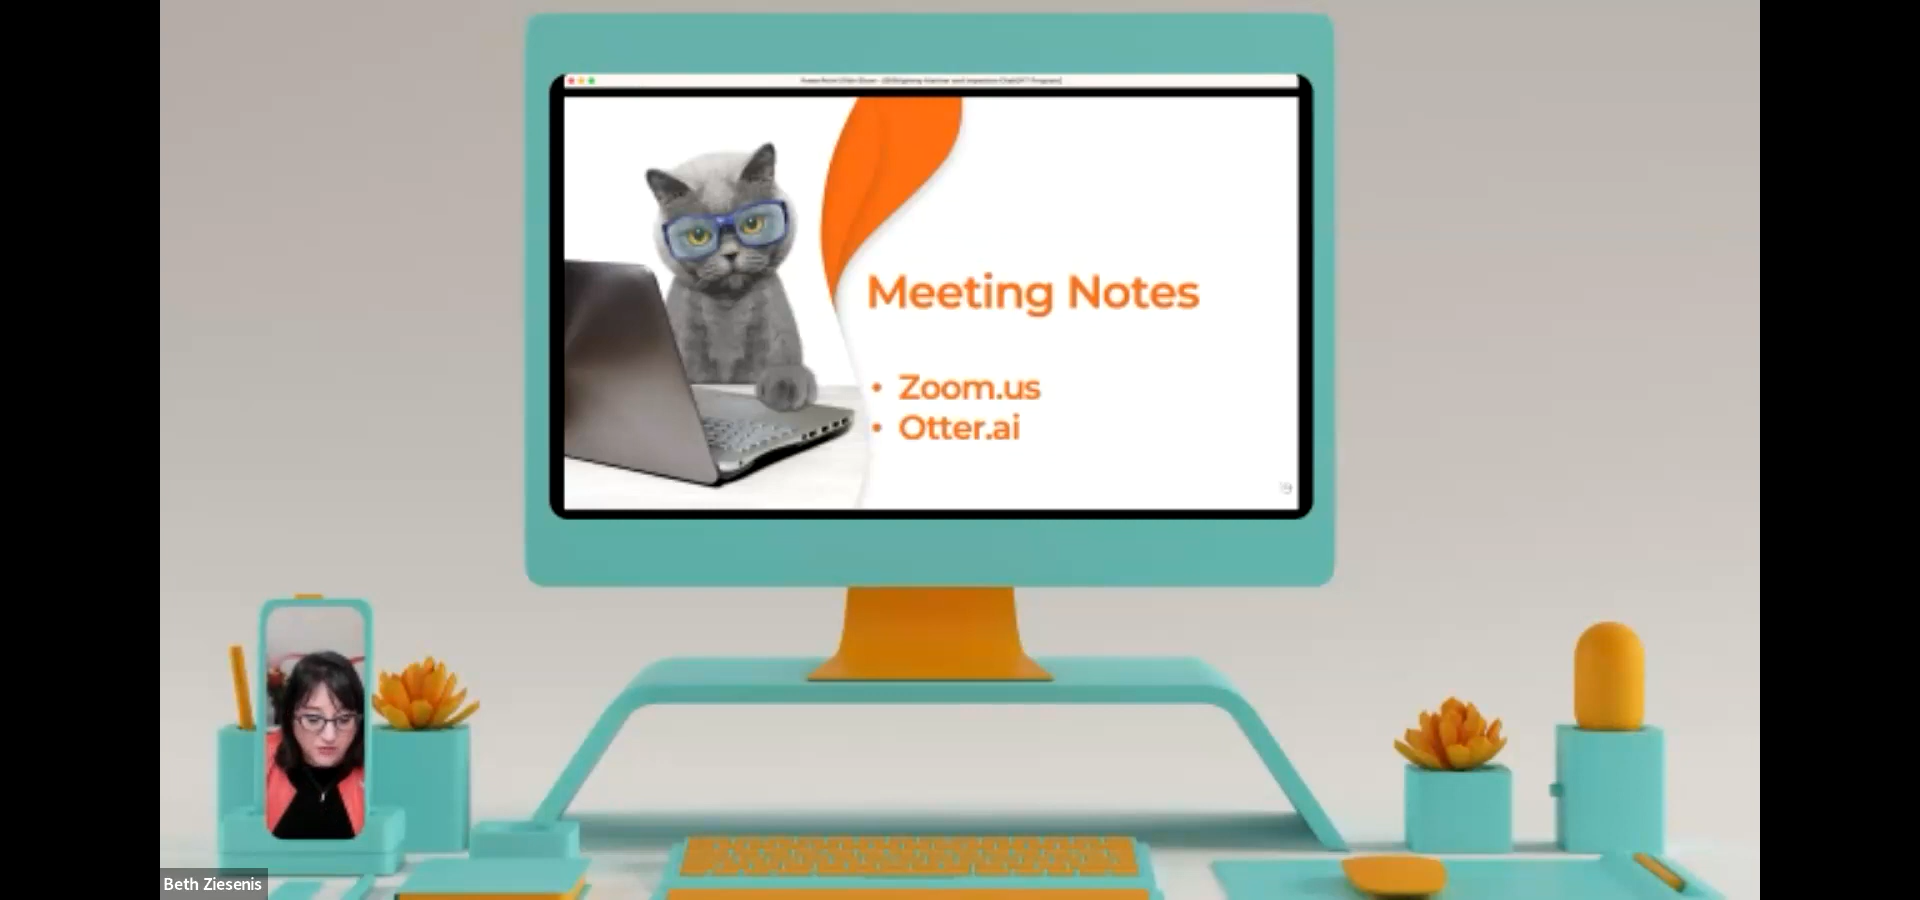 Meeting Notes
• Zoom.us
• Otter.ai
Beth Ziesenis